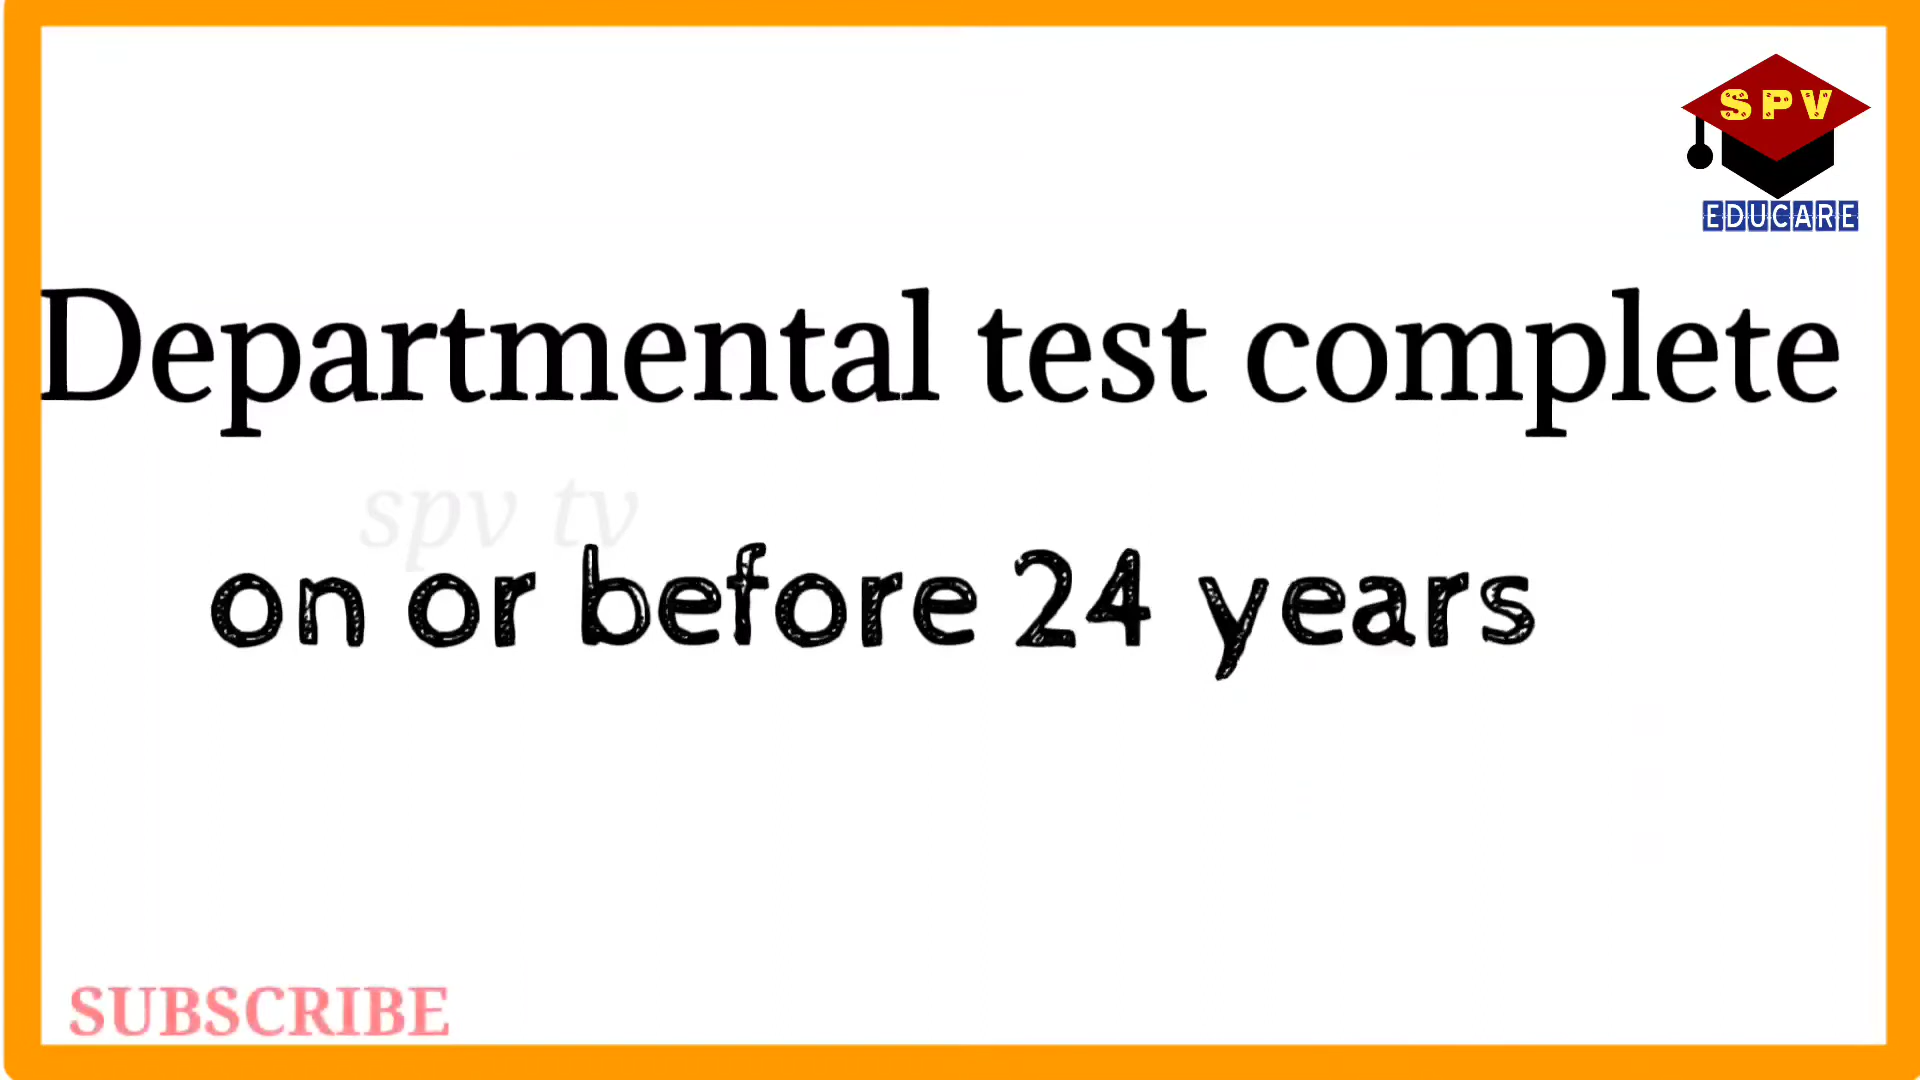 SPV
EDUCARE
Departmental test complete
spv tv
on or before 24 years
SUBSCRIBE